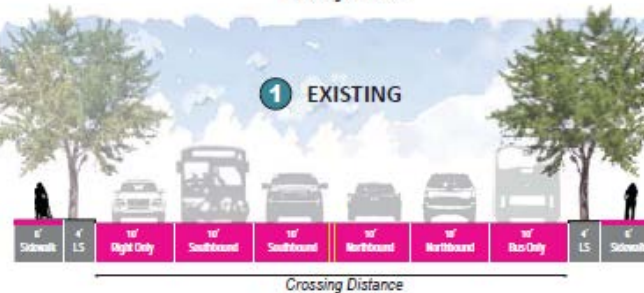 1 EXISTING
6' Sidewalk
4' LS
10' Right Only
10' Southbound
10' Southbound
10' Northbound
10' Northbound
10' Bus Only
4' LS
6' Sidewalk
Crossing Distance